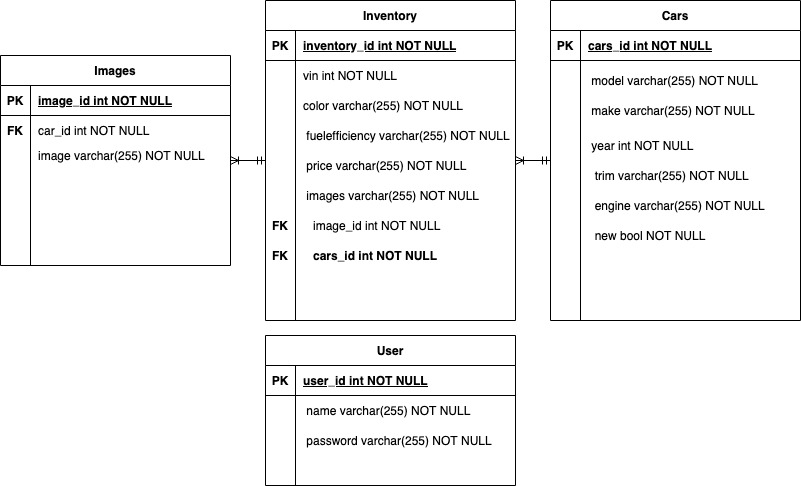 Images
PK image_id int NOT NULL
FK car_id int NOT NULL
image varchar(255) NOT NULL
Inventory
PK inventory_id int NOT NULL
vin int NOT NULL
color varchar(255) NOT NULL
fuelefficiency varchar(255) NOT NULL
price varchar(255) NOT NULL
images varchar(255) NOT NULL
FK image_id int NOT NULL
FK cars_id int NOT NULL
Cars
PK cars_id int NOT NULL
model varchar(255) NOT NULL
make varchar(255) NOT NULL
year int NOT NULL
trim varchar(255) NOT NULL
engine varchar(255) NOT NULL
new bool NOT NULL
User
PK user_id int NOT NULL
name varchar(255) NOT NULL
password varchar(255) NOT NULL